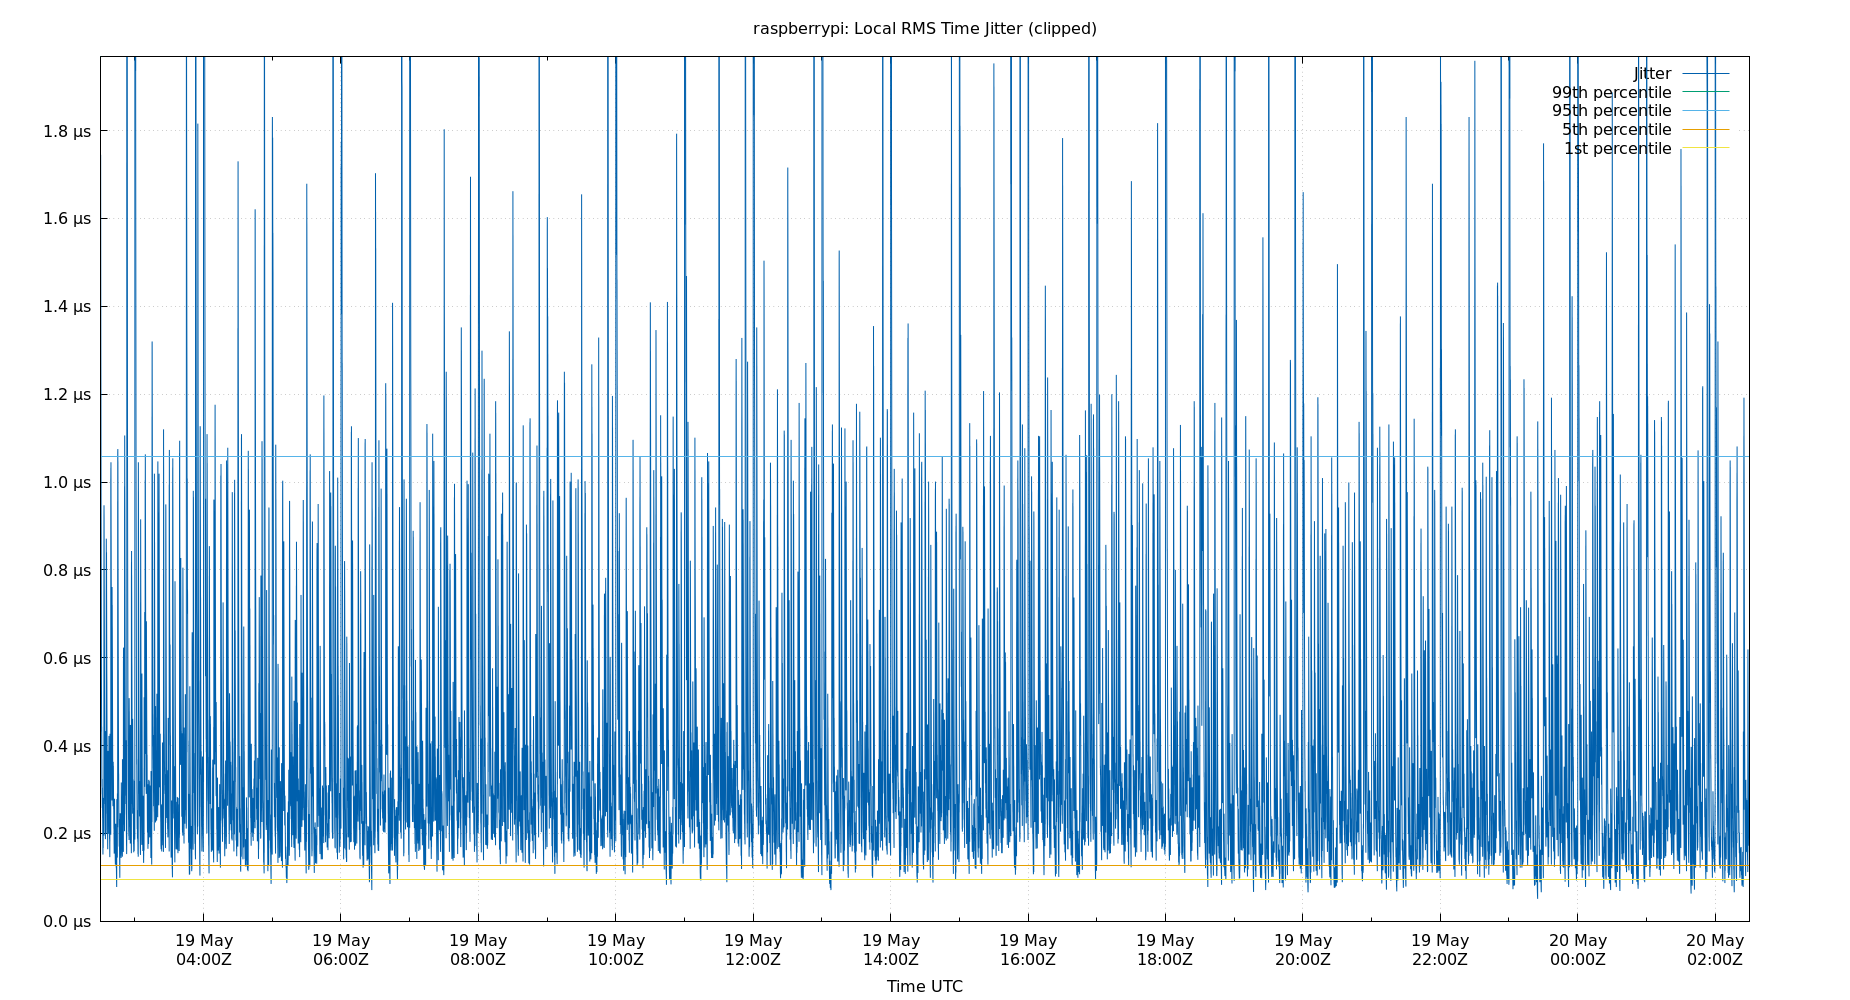 raspberrypi: Local RMS Time Jitter (clipped)
Jitter
99th percentile
95th percentile
5th percentile
1st percentile
1.8 µs
1.6 µs
1.4 µs
1.2 µs
1.0 µs
0.8 µs
0.6 µs
0.4 µs
0.2 µs
0.0 µs
19 May 19 May 19 May 19 May 19 May 19 May 19 May 19 May 19 May 19 May 20 May 20 May
04:00Z 06:00Z 08:00Z 10:00Z 12:00Z 14:00Z 16:00Z 18:00Z 20:00Z 22:00Z 00:00Z 02:00Z
Time UTC